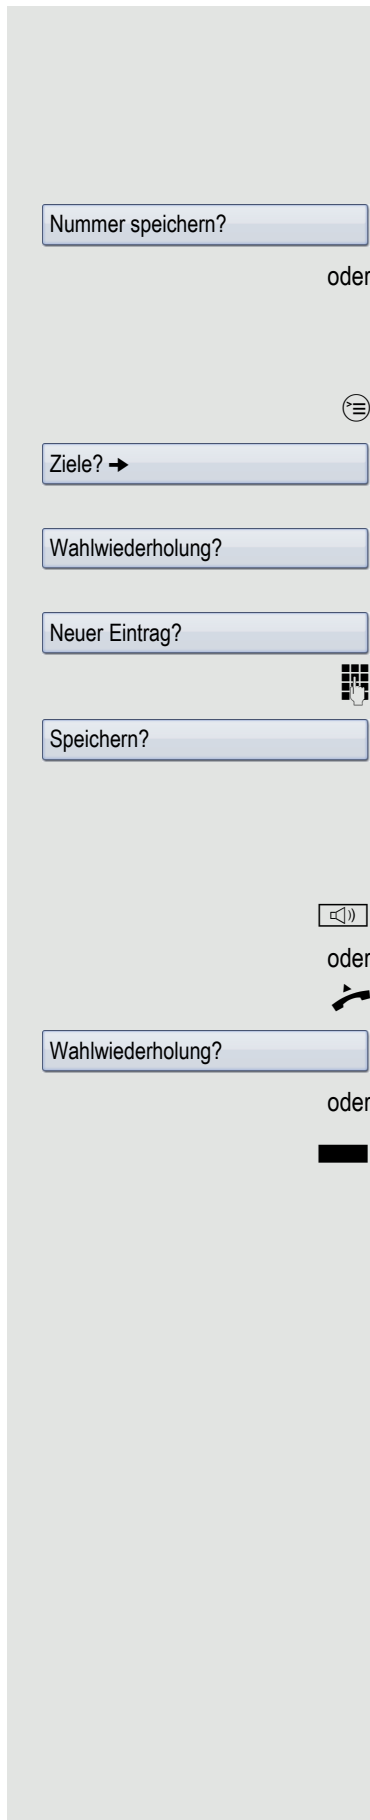 Nummer speichern?
oder
Ziele? →
Wahlwiederholung?
Neuer Eintrag?
Speichern?
oder
Wahlwiederholung?
oder